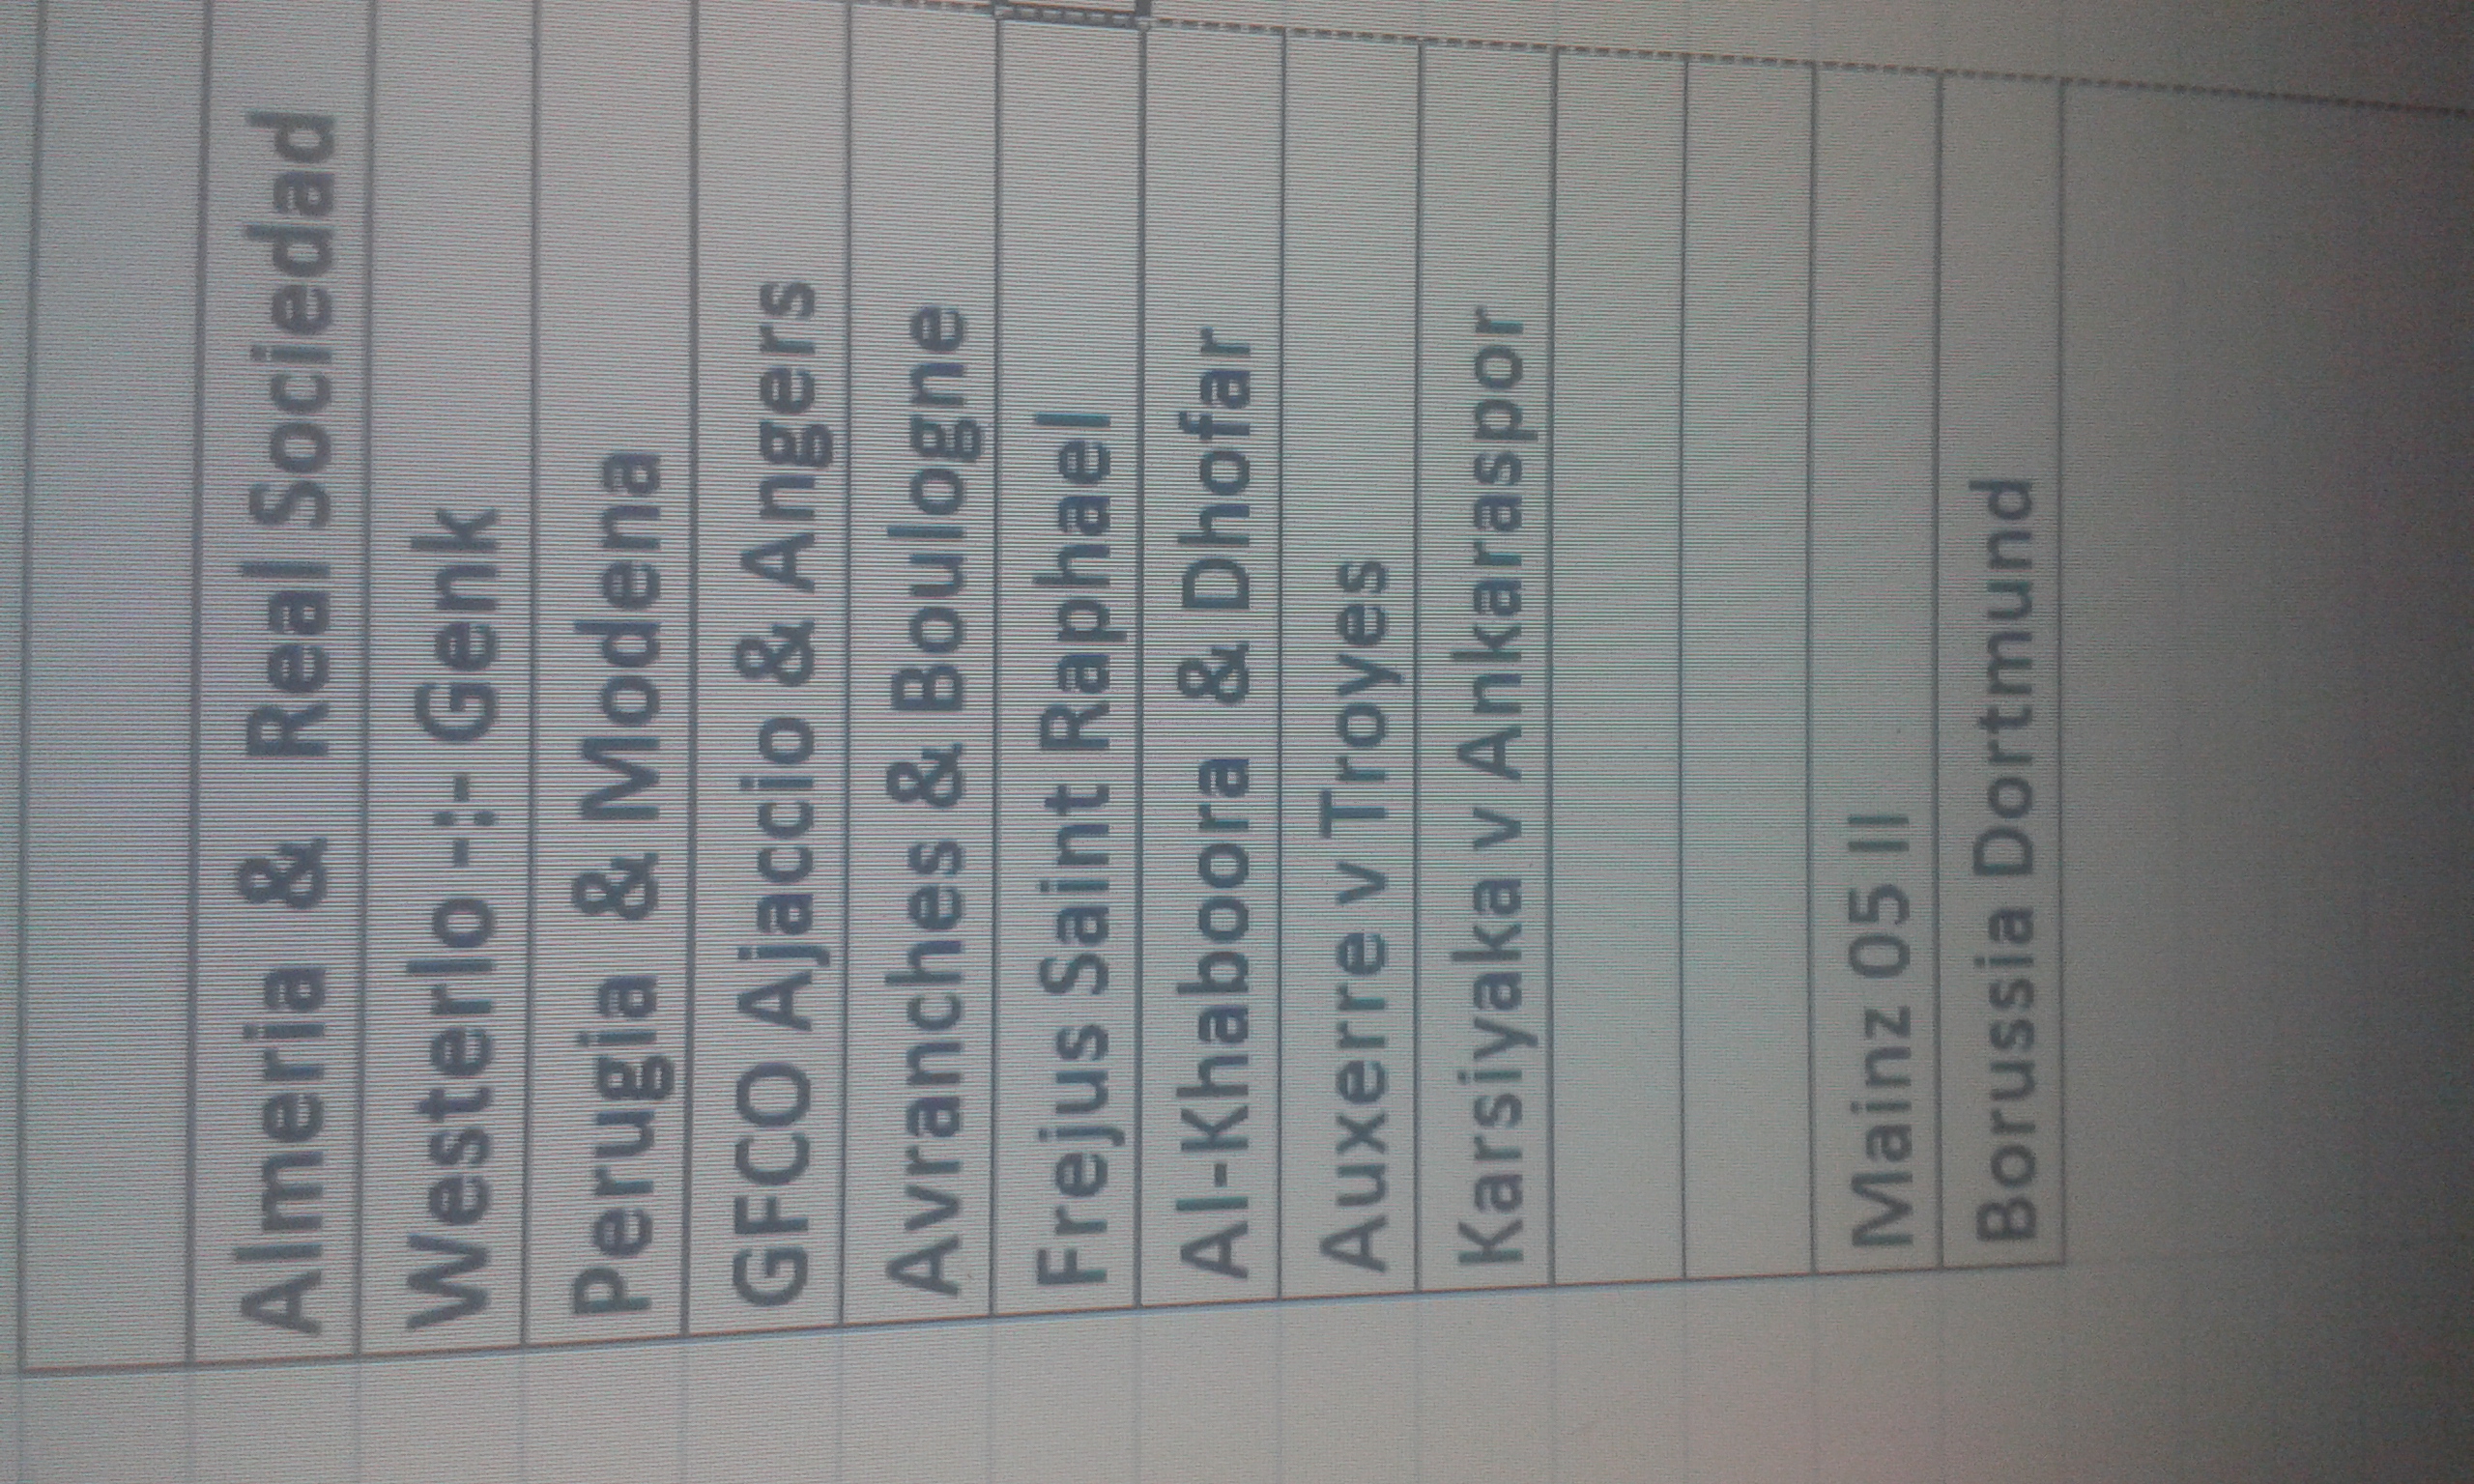 Almeria & Real Sociedad
Westerlo -:- Genk
Perugia & Modena
GFCO Ajaccio & Angers
Avranches & Boulogne
Frejus Saint Raphael
Al-Khaboora & Dhofar
Auxerre v Troyes
Karsiyaka v Ankaraspor
Mainz 05 II
Borussia Dortmund